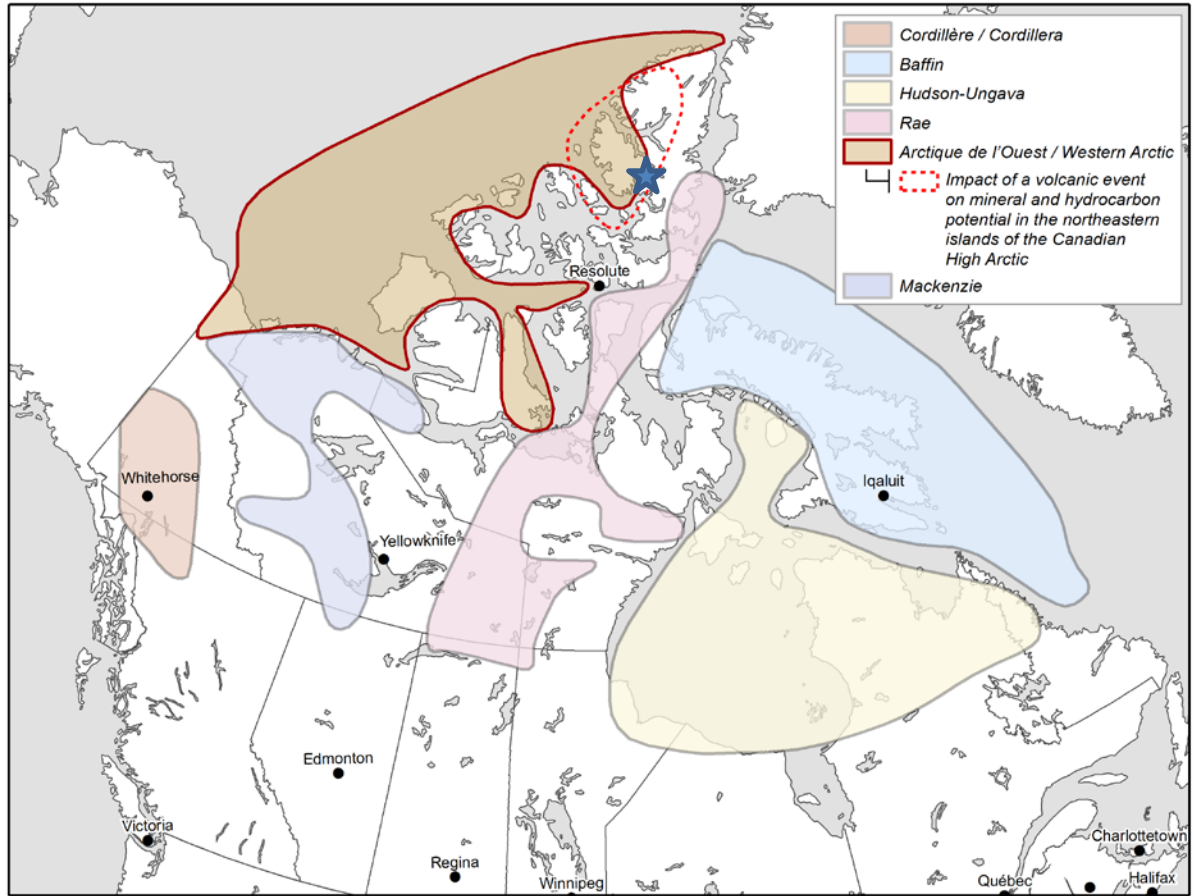 Cordillère / Cordillera
Baffin
Hudson-Ungava
Rae
Arctique de l'Ouest / Western Arctic
Impact of a volcanic event
on mineral and hydrocarbon
potential in the northeastern
islands of the Canadian
High Arctic
Mackenzie
Resolute
Whitehorse
Iqaluit
Yellowknife
Edmonton
Victoria
Regina
Winnipeg
Charlottetown
Québec
Halifax